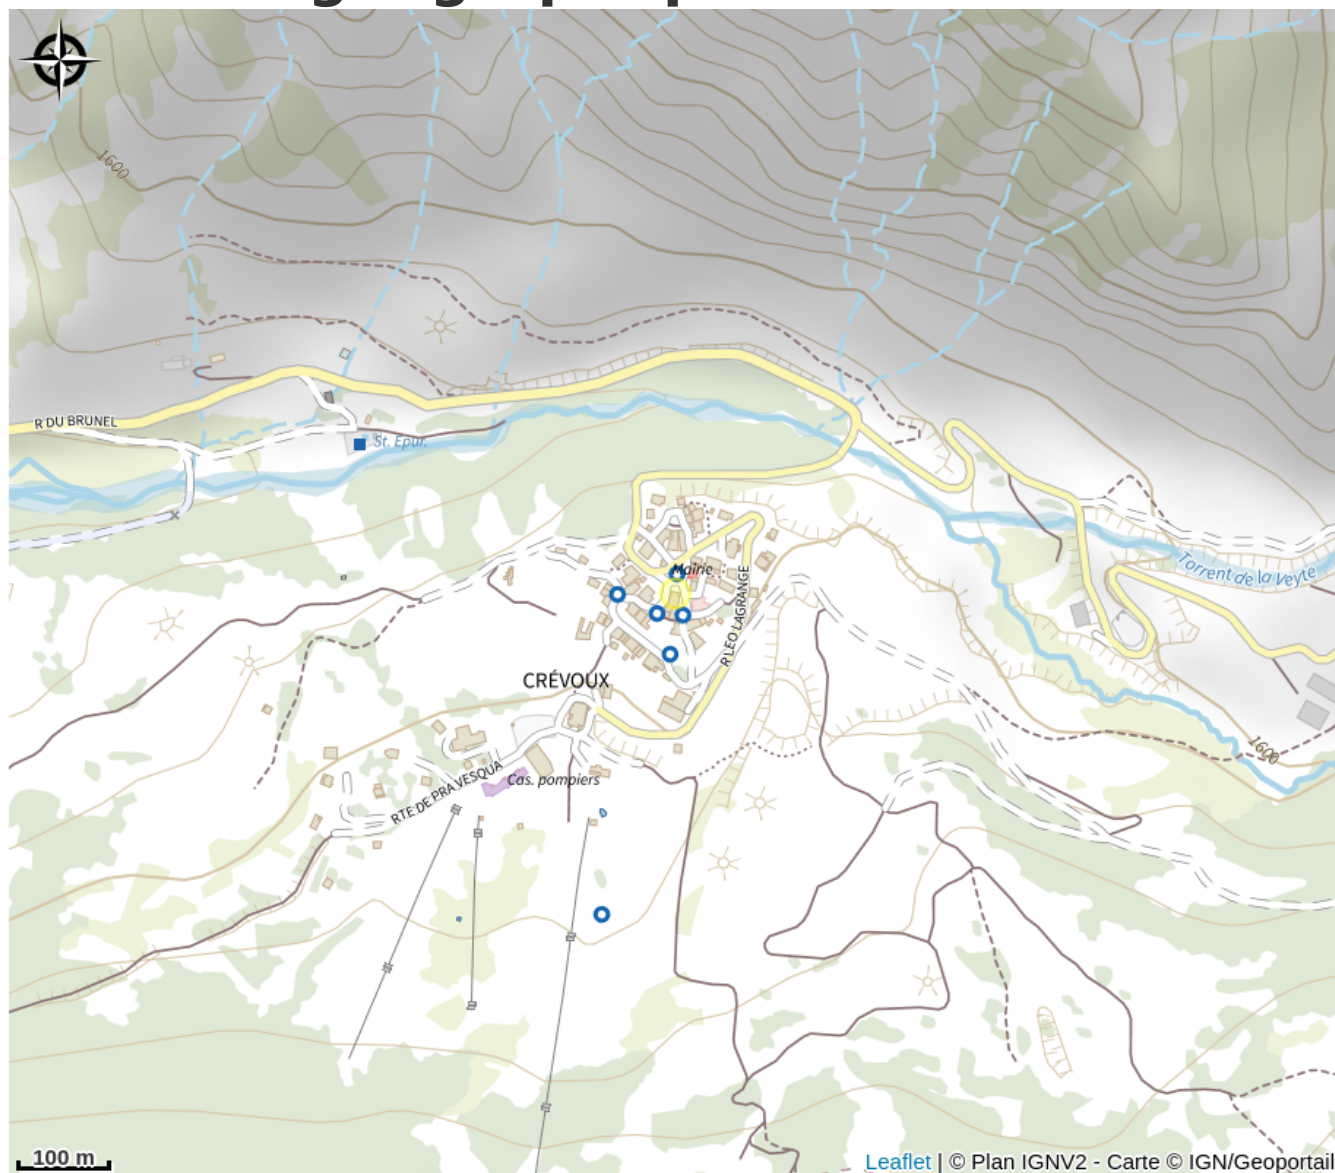 1600
R DU BRUNEL
St. Epur.
Mairie
Torrent de la Veyte
R LEO LAGRANGE
CRÉVOUX
1600
Cas. pompiers
RTE DE PRA VESQUA
100 m
Leaflet | © Plan IGNV2 - Carte © IGN/Geoportail